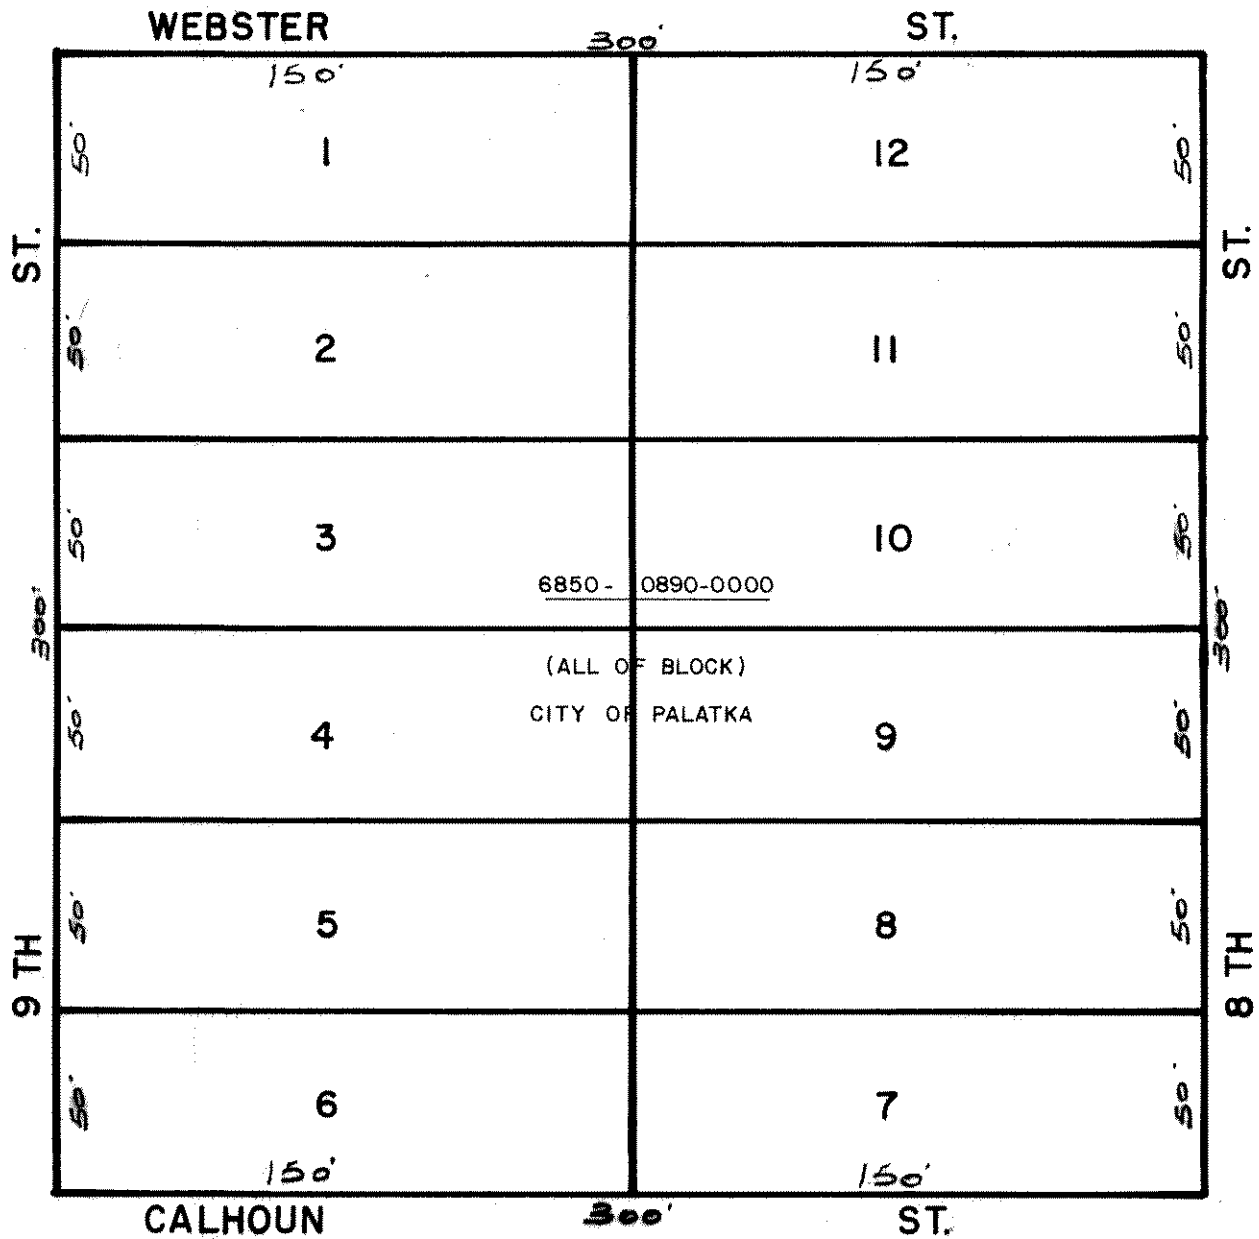 WEBSTER 300' ST.
150' 150'
50' 1 12 50'
ST. ST.
50' 2 11 50'
50' 3 10 50'
6850- 0890-0000
300' 300'
(ALL OF BLOCK)
CITY OF PALATKA
50' 4 9 50'
50' 5 8 50'
9 TH 8 TH
50' 6 7 50'
150' 150'
CALHOUN 300' ST.